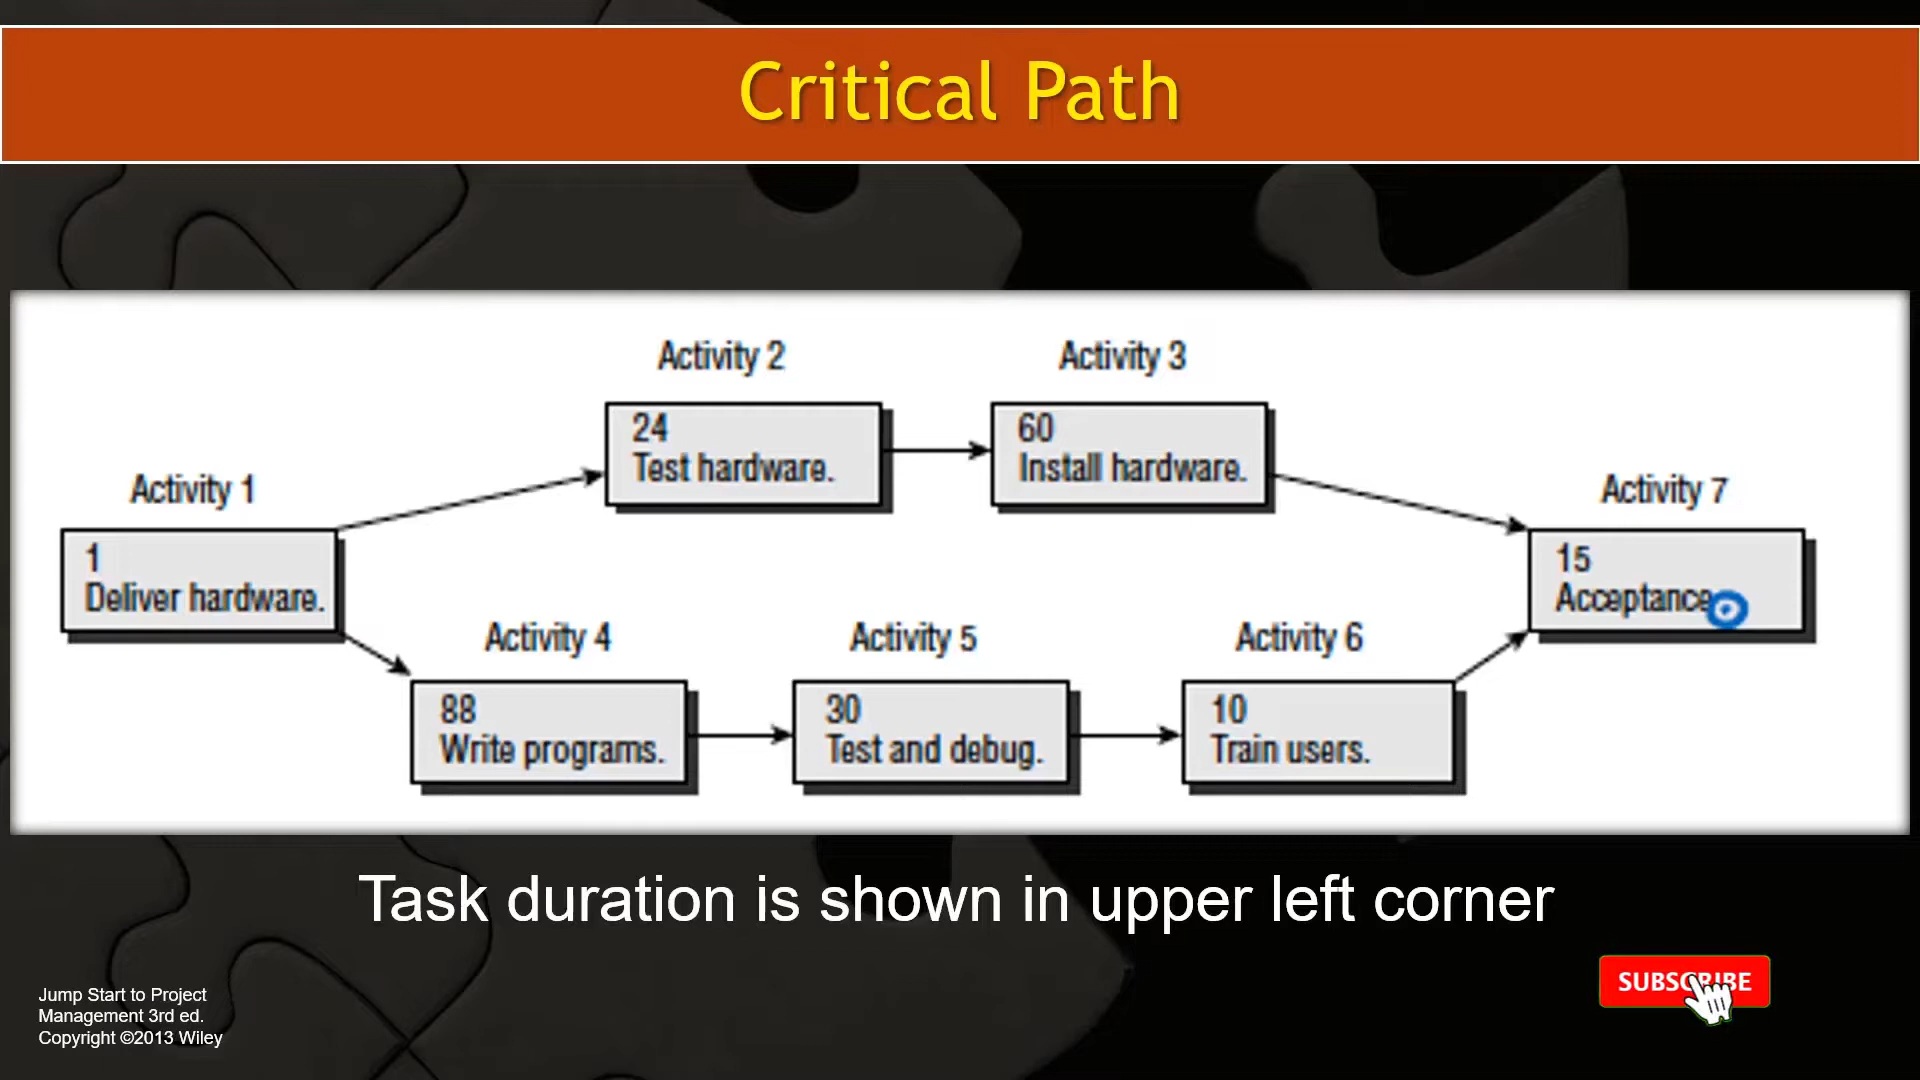 Critical Path
Activity 2
Activity 3
24
Test hardware.
60
Install hardware.
Activity 1
Activity 7
1
Deliver hardware.
15
Acceptance
Activity 4
Activity 5
Activity 6
88
Write programs.
30
Test and debug.
10
Train users.
Task duration is shown in upper left corner
SUBSCRIBE
Jump Start to Project
Management 3rd ed.
Copyright ©2013 Wiley